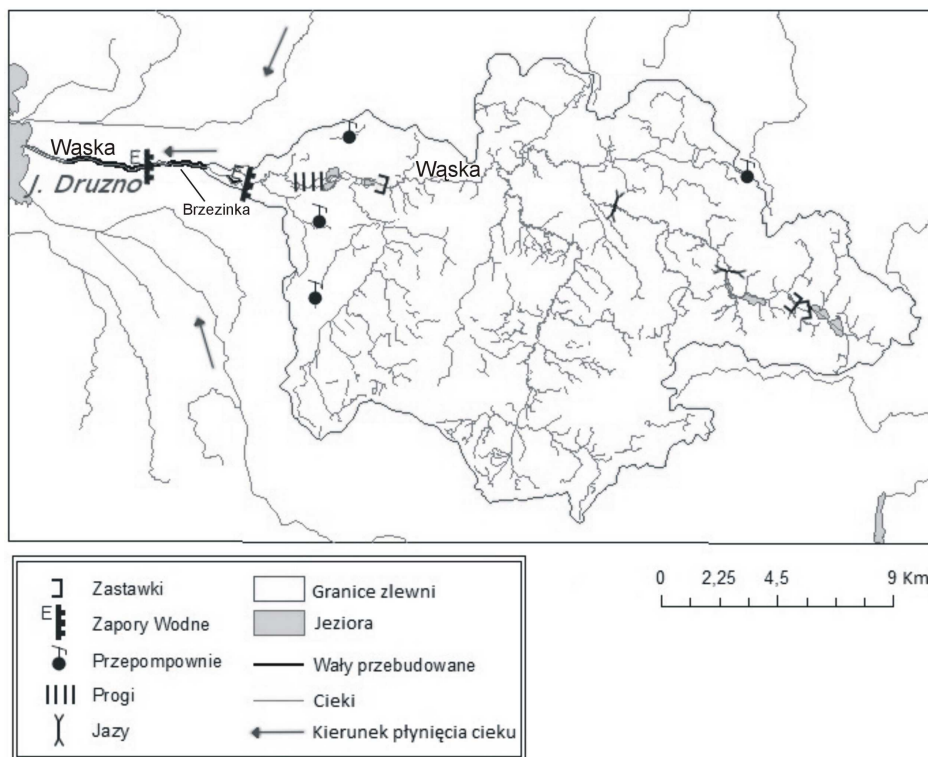 Wąska
E
E
Wąska
J. Druzno
Brzezinka
E
Zastawki
Zapory Wodne
Przepompownie
Progi
Jazy
Granice zlewni
Jeziora
Wały przebudowane
Cieki
Kierunek płynięcia cieku
0 2,25 4,5 9 Km